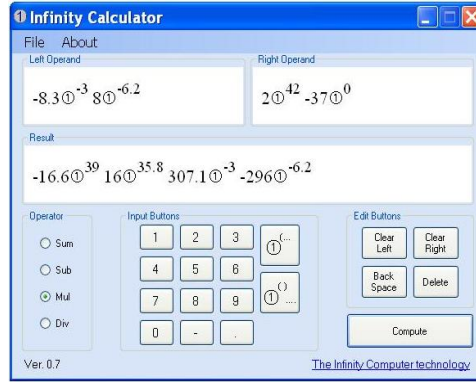 ① Infinity Calculator
File About
Left Operand
-8.3①⁻³ 8①⁻⁶·²
Right Operand
2①⁴² -37①⁰
Result
-16.6①³⁹ 16①³⁵·⁸ 307.1①⁻³ -296①⁻⁶·²
Operator
Sum
Sub
Mul
Div
Input Buttons
1 2 3 ①(...
4 5 6
7 8 9 ①() ....
0 - .
Edit Buttons
Clear Left
Clear Right
Back Space
Delete
Compute
Ver. 0.7
The Infinity Computer technology